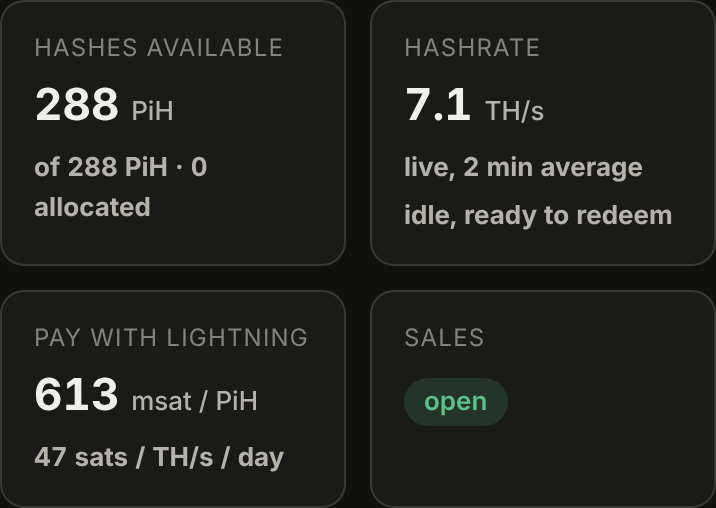 HASHES AVAILABLE
288 PiH
of 288 PiH · 0
allocated
HASHRATE
7.1 TH/s
live, 2 min average
idle, ready to redeem
PAY WITH LIGHTNING
613 msat / PiH
47 sats / TH/s / day
SALES
open